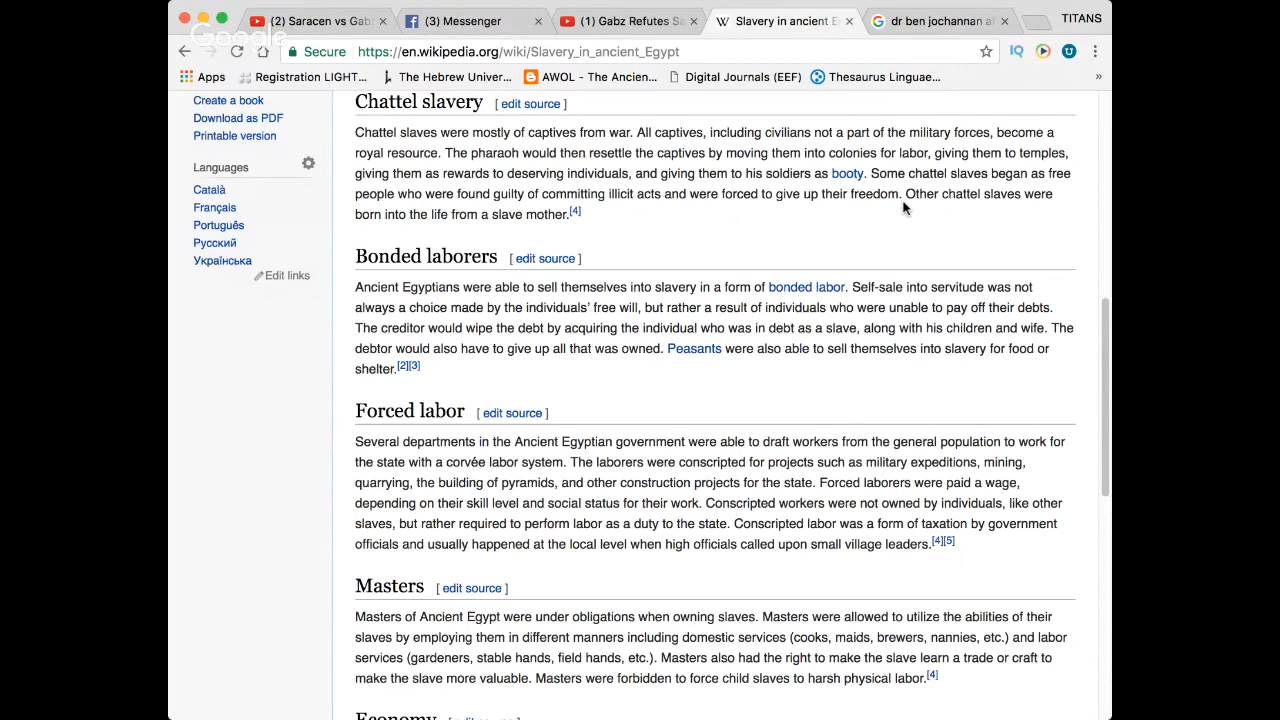 (2) Saracen vs Gabz
(3) Messenger
(1) Gabz Refutes Sa
Slavery in ancient E
dr ben jochannan a
TITANS
Google
Secure https://en.wikipedia.org/wiki/Slavery_in_ancient_Egypt
Apps Registration LIGHT... The Hebrew Univer... AWOL - The Ancien... Digital Journals (EEF) Thesaurus Linguae... »
Create a book
Download as PDF
Printable version
Languages
Català
Français
Português
Русский
Українська
Edit links
Chattel slavery [ edit source ]
Chattel slaves were mostly of captives from war. All captives, including civilians not a part of the military forces, become a
royal resource. The pharaoh would then resettle the captives by moving them into colonies for labor, giving them to temples,
giving them as rewards to deserving individuals, and giving them to his soldiers as booty. Some chattel slaves began as free
people who were found guilty of committing illicit acts and were forced to give up their freedom. Other chattel slaves were
born into the life from a slave mother.[4]
Bonded laborers [ edit source ]
Ancient Egyptians were able to sell themselves into slavery in a form of bonded labor. Self-sale into servitude was not
always a choice made by the individuals' free will, but rather a result of individuals who were unable to pay off their debts.
The creditor would wipe the debt by acquiring the individual who was in debt as a slave, along with his children and wife. The
debtor would also have to give up all that was owned. Peasants were also able to sell themselves into slavery for food or
shelter.[2][3]
Forced labor [ edit source ]
Several departments in the Ancient Egyptian government were able to draft workers from the general population to work for
the state with a corvée labor system. The laborers were conscripted for projects such as military expeditions, mining,
quarrying, the building of pyramids, and other construction projects for the state. Forced laborers were paid a wage,
depending on their skill level and social status for their work. Conscripted workers were not owned by individuals, like other
slaves, but rather required to perform labor as a duty to the state. Conscripted labor was a form of taxation by government
officials and usually happened at the local level when high officials called upon small village leaders.[4][5]
Masters [ edit source ]
Masters of Ancient Egypt were under obligations when owning slaves. Masters were allowed to utilize the abilities of their
slaves by employing them in different manners including domestic services (cooks, maids, brewers, nannies, etc.) and labor
services (gardeners, stable hands, field hands, etc.). Masters also had the right to make the slave learn a trade or craft to
make the slave more valuable. Masters were forbidden to force child slaves to harsh physical labor.[4]
Economy [ edit source ]